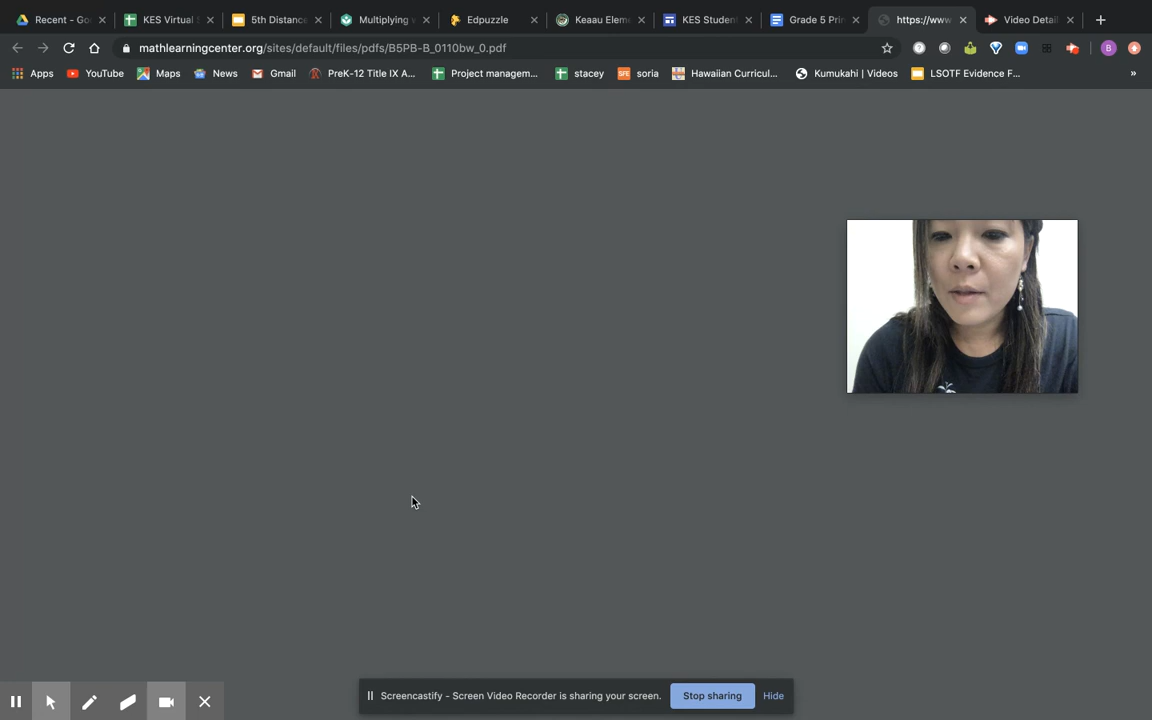 Recent - Go
KES Virtual
5th Distance
Multiplying
Edpuzzle
Keaau Elem
KES Student
Grade 5 Prin
https://www
Video Detail
mathlearningcenter.org/sites/default/files/pdfs/B5PB-B_0110bw_0.pdf
Apps
YouTube
Maps
News
Gmail
PreK-12 Title IX A...
Project managem...
stacey
SFE
soria
Hawaiian Curricul...
Kumukahi | Videos
LSOTF Evidence F...
»
B
Screencastify - Screen Video Recorder is sharing your screen.
Stop sharing
Hide